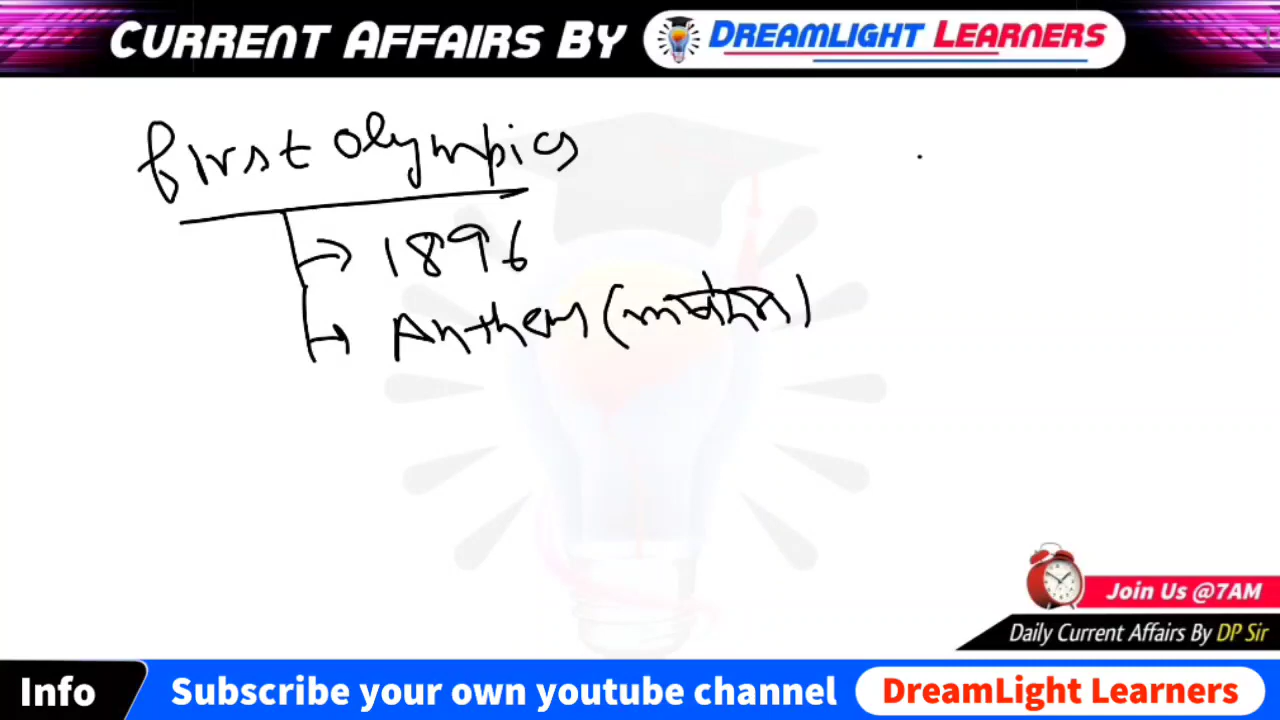 CURRENT AFFAIRS BY DREAMLIGHT LEARNERS
first olympics
1896
Anthem
Join Us @7AM
Daily Current Affairs By DP Sir
Info Subscribe your own youtube channel DreamLight Learners